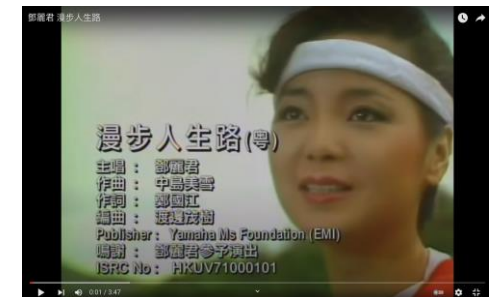 鄧麗君 漫步人生路
漫步人生路(粵)
主唱： 鄧麗君
作曲： 中島美雪
作詞： 鄭國江
編曲： 渡邊茂樹
Publisher: Yamaha Ms Foundation (EMI)
鳴謝： 鄧麗君參予演出
ISRC No: HKUV71000101
0:01 / 3:47